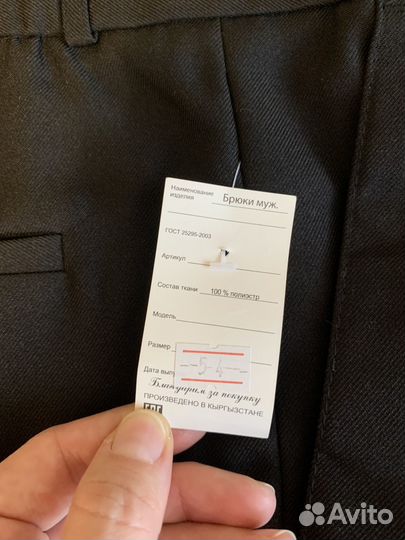 Наименование
изделия Брюки муж.
ГОСТ 25295-2003
Артикул
Состав ткани 100 % полиэстр
Модель
Размер
--54--
Дата вып
Благодарим за покупку
ПРОИЗВЕДЕНО В КЫРГЫЗСТАНЕ
EAC
Avito